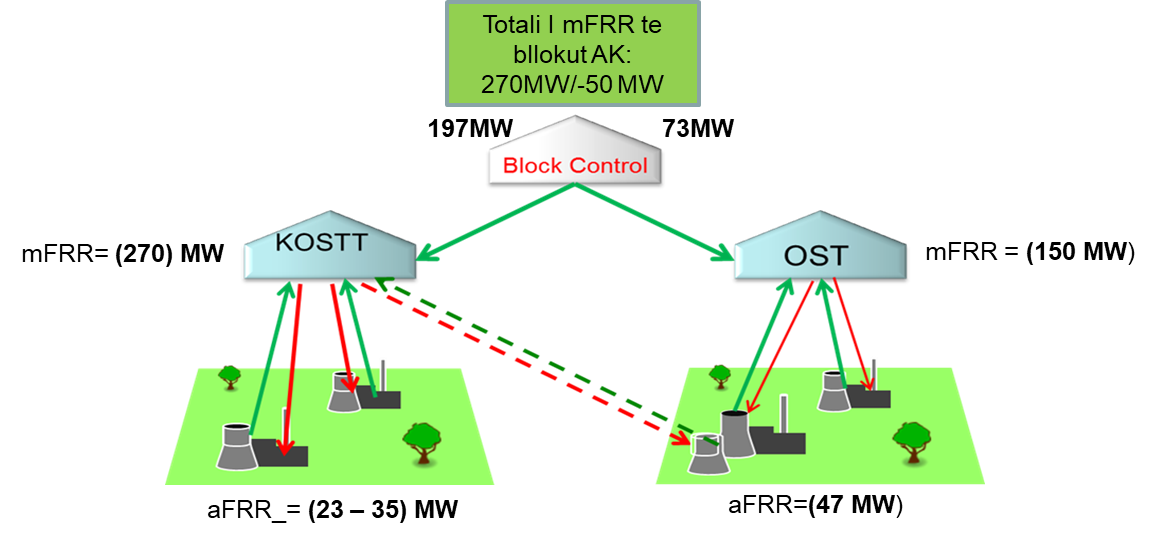 Totali I mFRR te
bllokut AK:
270MW/-50 MW
197MW
73MW
Block Control
KOSTT
OST
mFRR= (270) MW
mFRR = (150 MW)
aFRR_= (23 – 35) MW
aFRR=(47 MW)